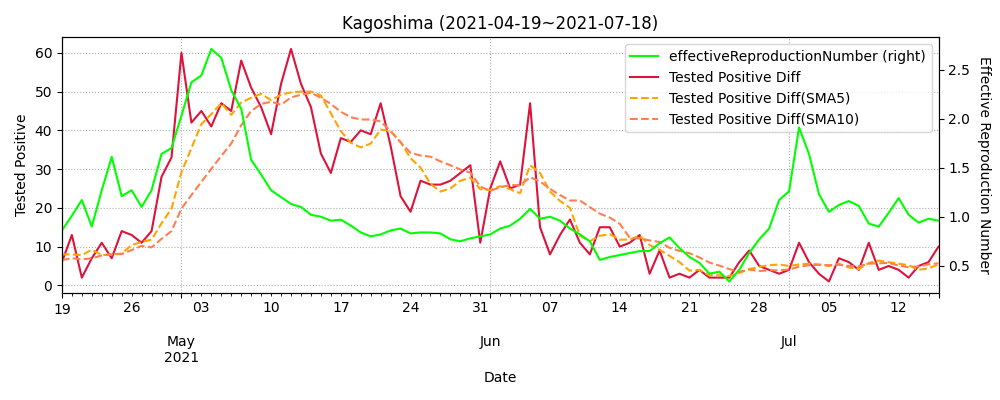 Kagoshima (2021-04-19~2021-07-18)
effectiveReproductionNumber (right)
Tested Positive Diff
Tested Positive Diff(SMA5)
Tested Positive Diff(SMA10)
Tested Positive
60
50
40
30
20
10
0
2.5
2.0
1.5
1.0
0.5
Effective Reproduction Number
19 26 03 10 17 24 31 07 14 21 28 05 12
May Jun Jul
2021
Date